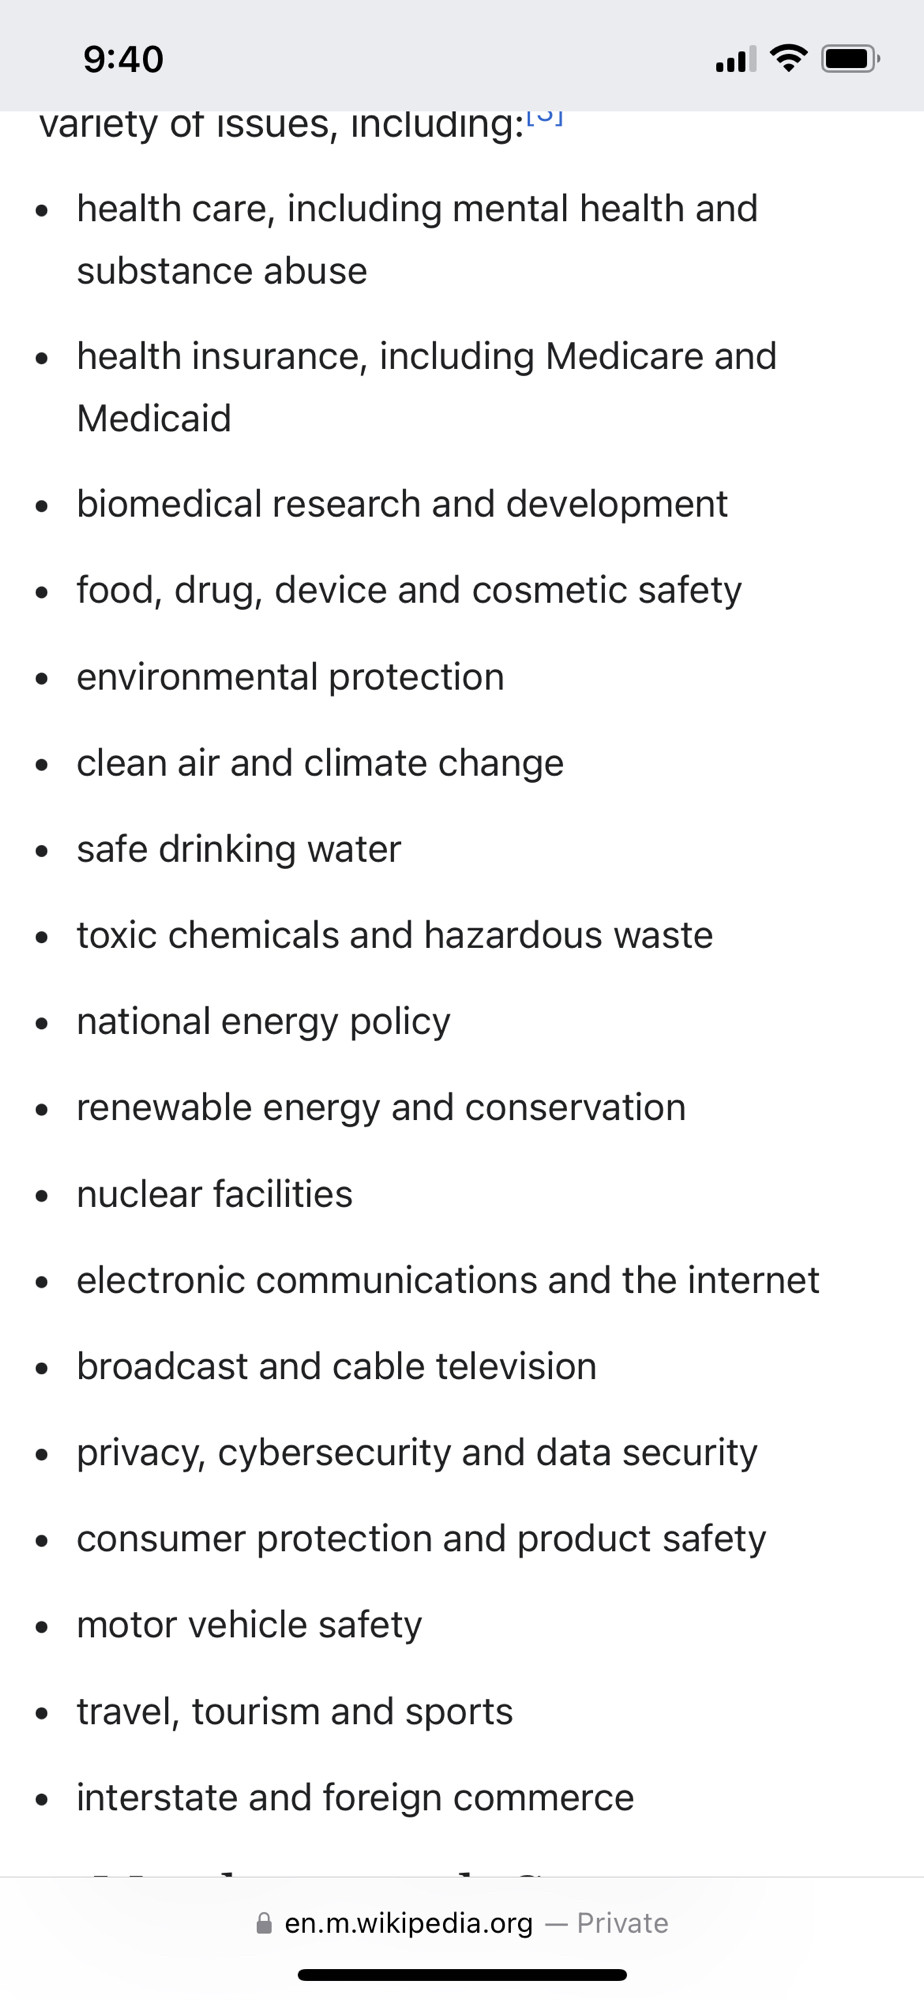 9:40
variety of issues, including:[3]
• health care, including mental health and
substance abuse
• health insurance, including Medicare and
Medicaid
• biomedical research and development
• food, drug, device and cosmetic safety
• environmental protection
• clean air and climate change
• safe drinking water
• toxic chemicals and hazardous waste
• national energy policy
• renewable energy and conservation
• nuclear facilities
• electronic communications and the internet
• broadcast and cable television
• privacy, cybersecurity and data security
• consumer protection and product safety
• motor vehicle safety
• travel, tourism and sports
• interstate and foreign commerce
en.m.wikipedia.org — Private